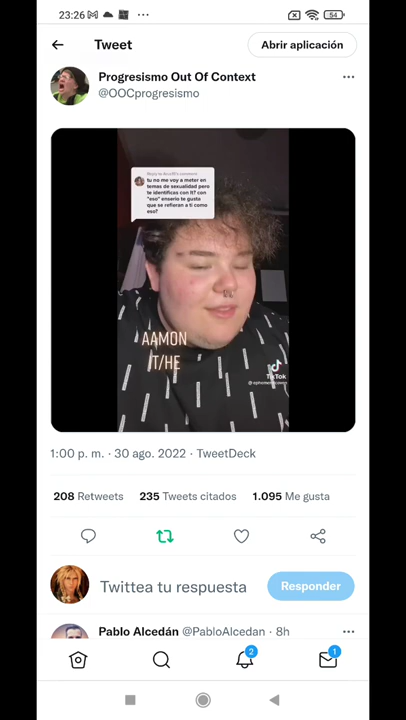 23:26
54
Tweet
Abrir aplicación
Progresismo Out Of Context
@OOCprogresismo
tu no me voy a meter en
temas de sexualidad pero
te identificas con It? con
"eso" enserio te gusta
que se refieran a ti como
eso?
AAMON
IT/HE
TikTok
1:00 p. m. · 30 ago. 2022 · TweetDeck
208 Retweets 235 Tweets citados 1.095 Me gusta
Twittea tu respuesta
Responder
Pablo Alcedán @PabloAlcedan · 8h
2
1